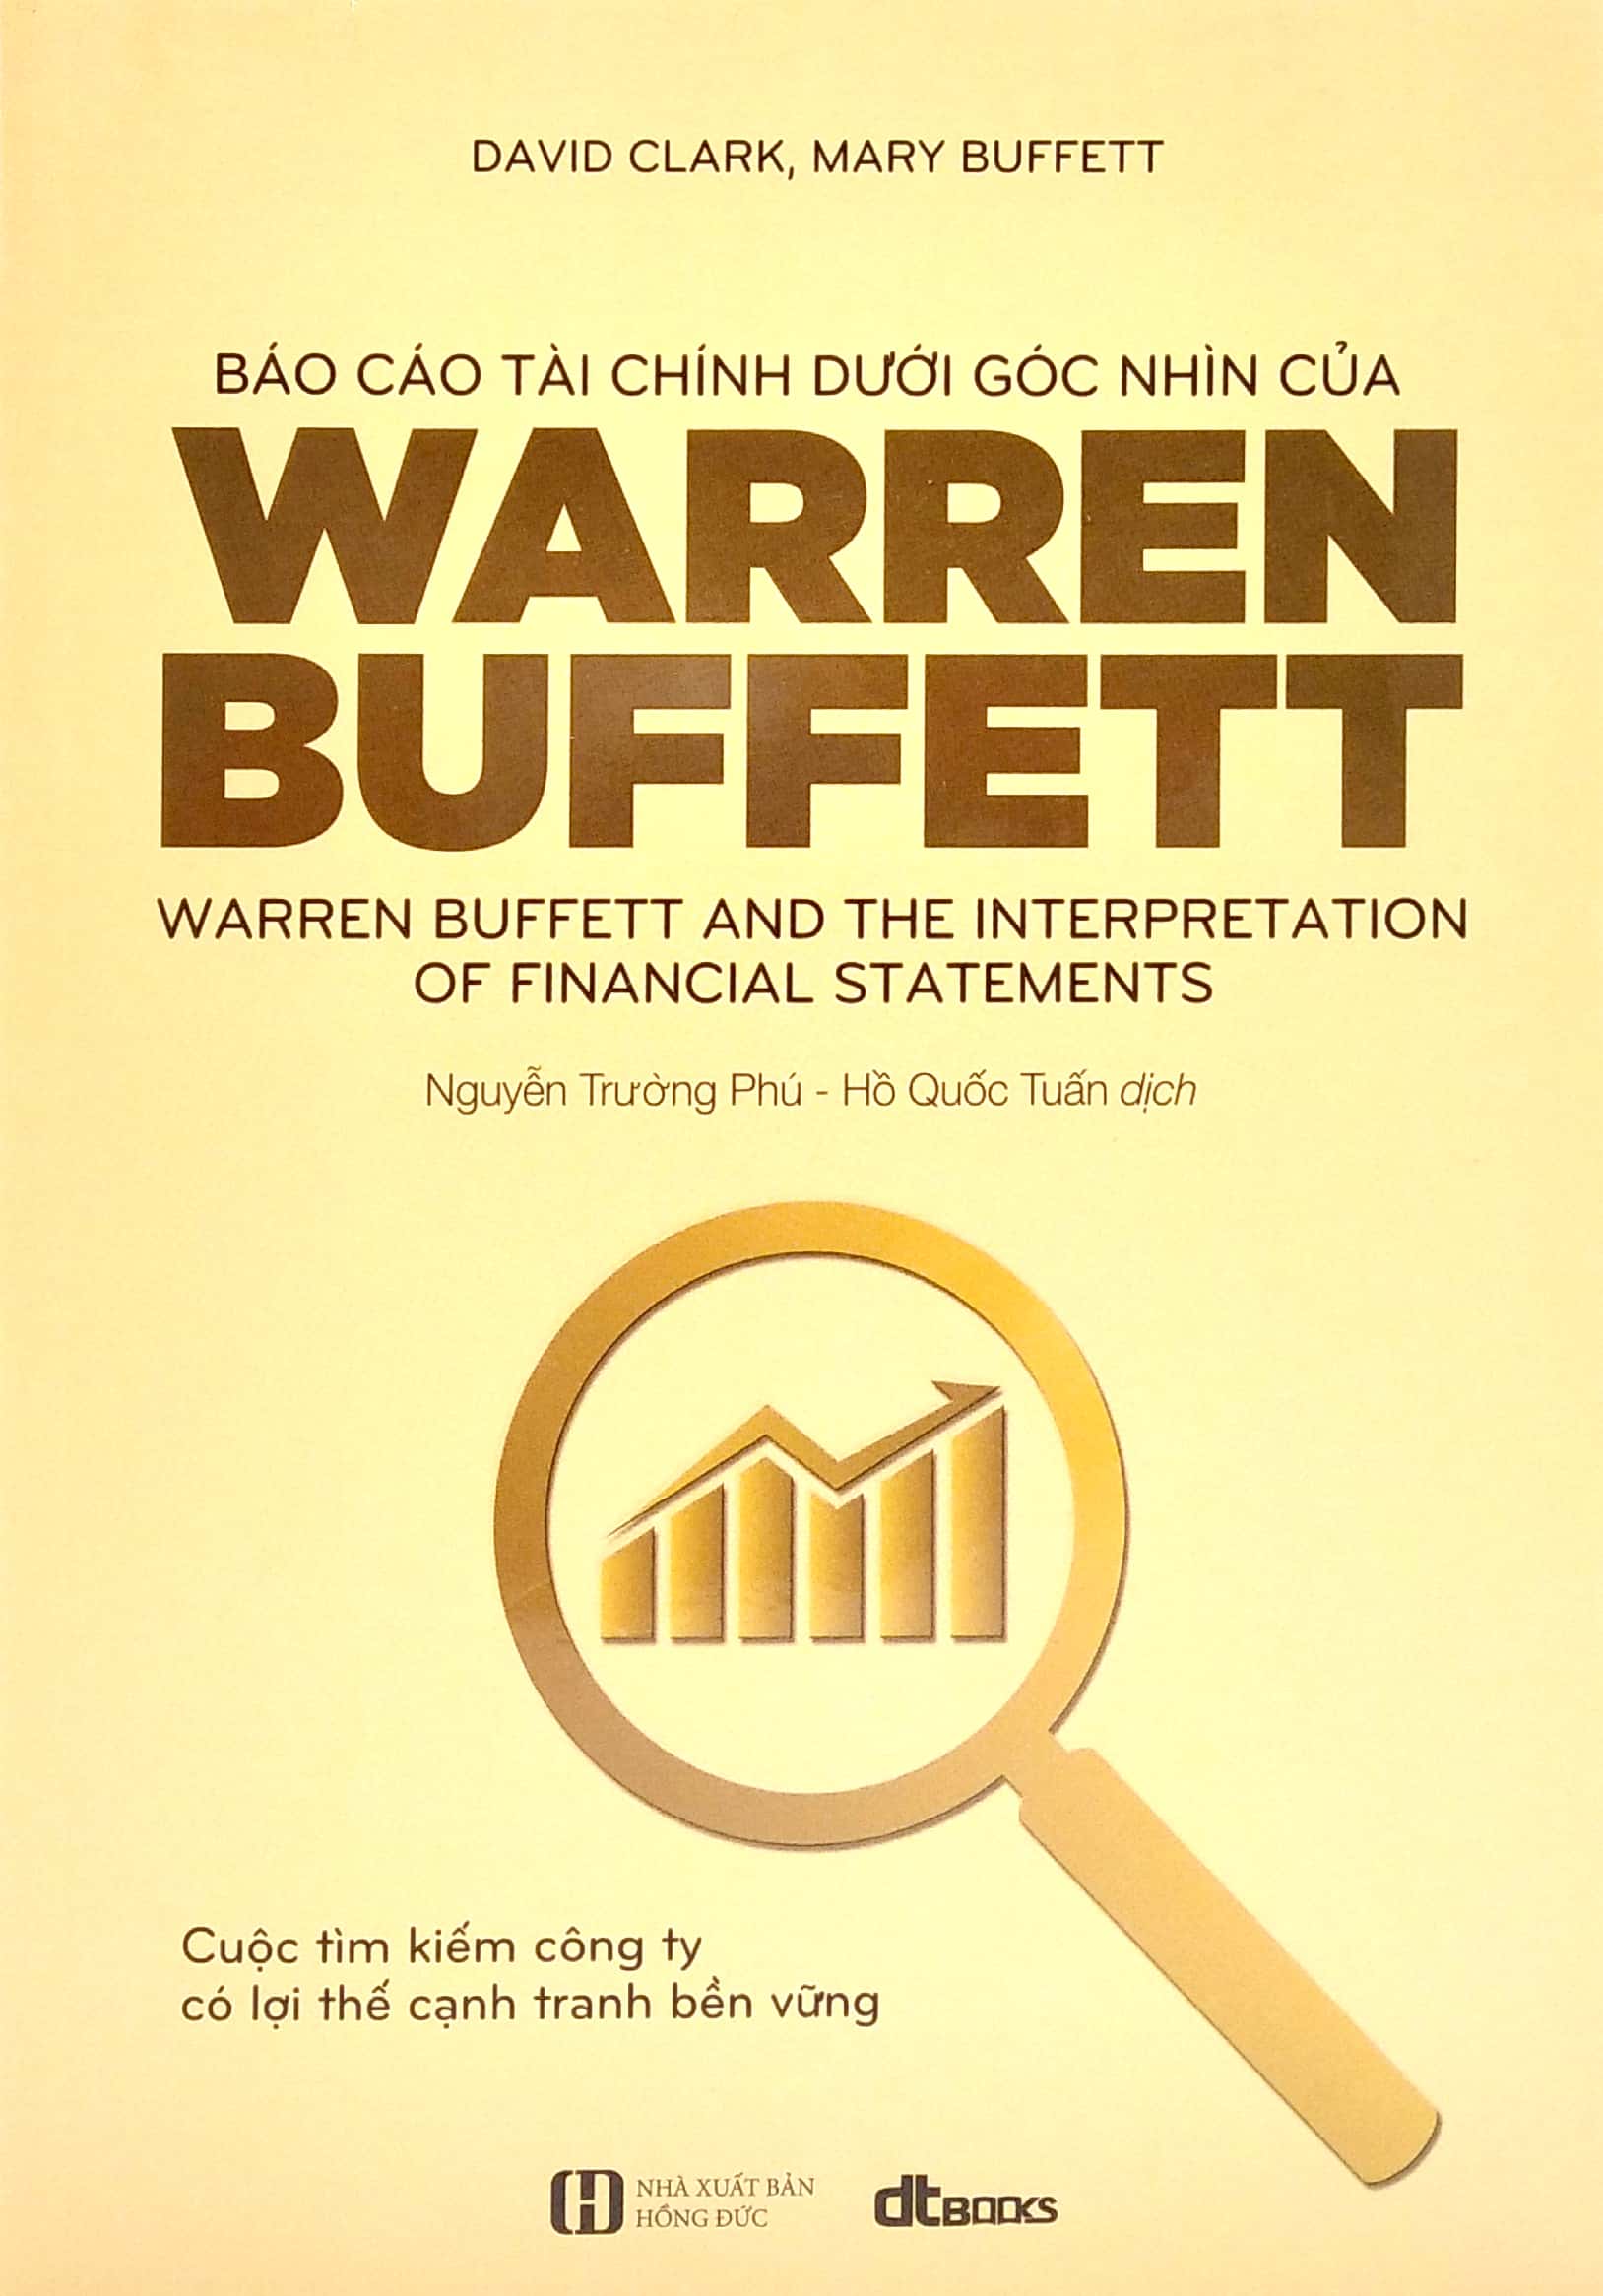 DAVID CLARK, MARY BUFFETT
BÁO CÁO TÀI CHÍNH DƯỚI GÓC NHÌN CỦA
WARREN
BUFFETT
WARREN BUFFETT AND THE INTERPRETATION
OF FINANCIAL STATEMENTS
Nguyễn Trường Phú - Hồ Quốc Tuấn dịch
Cuộc tìm kiếm công ty
có lợi thế cạnh tranh bền vững
NHÀ XUẤT BẢN
HỒNG ĐỨC
dtBOOKS